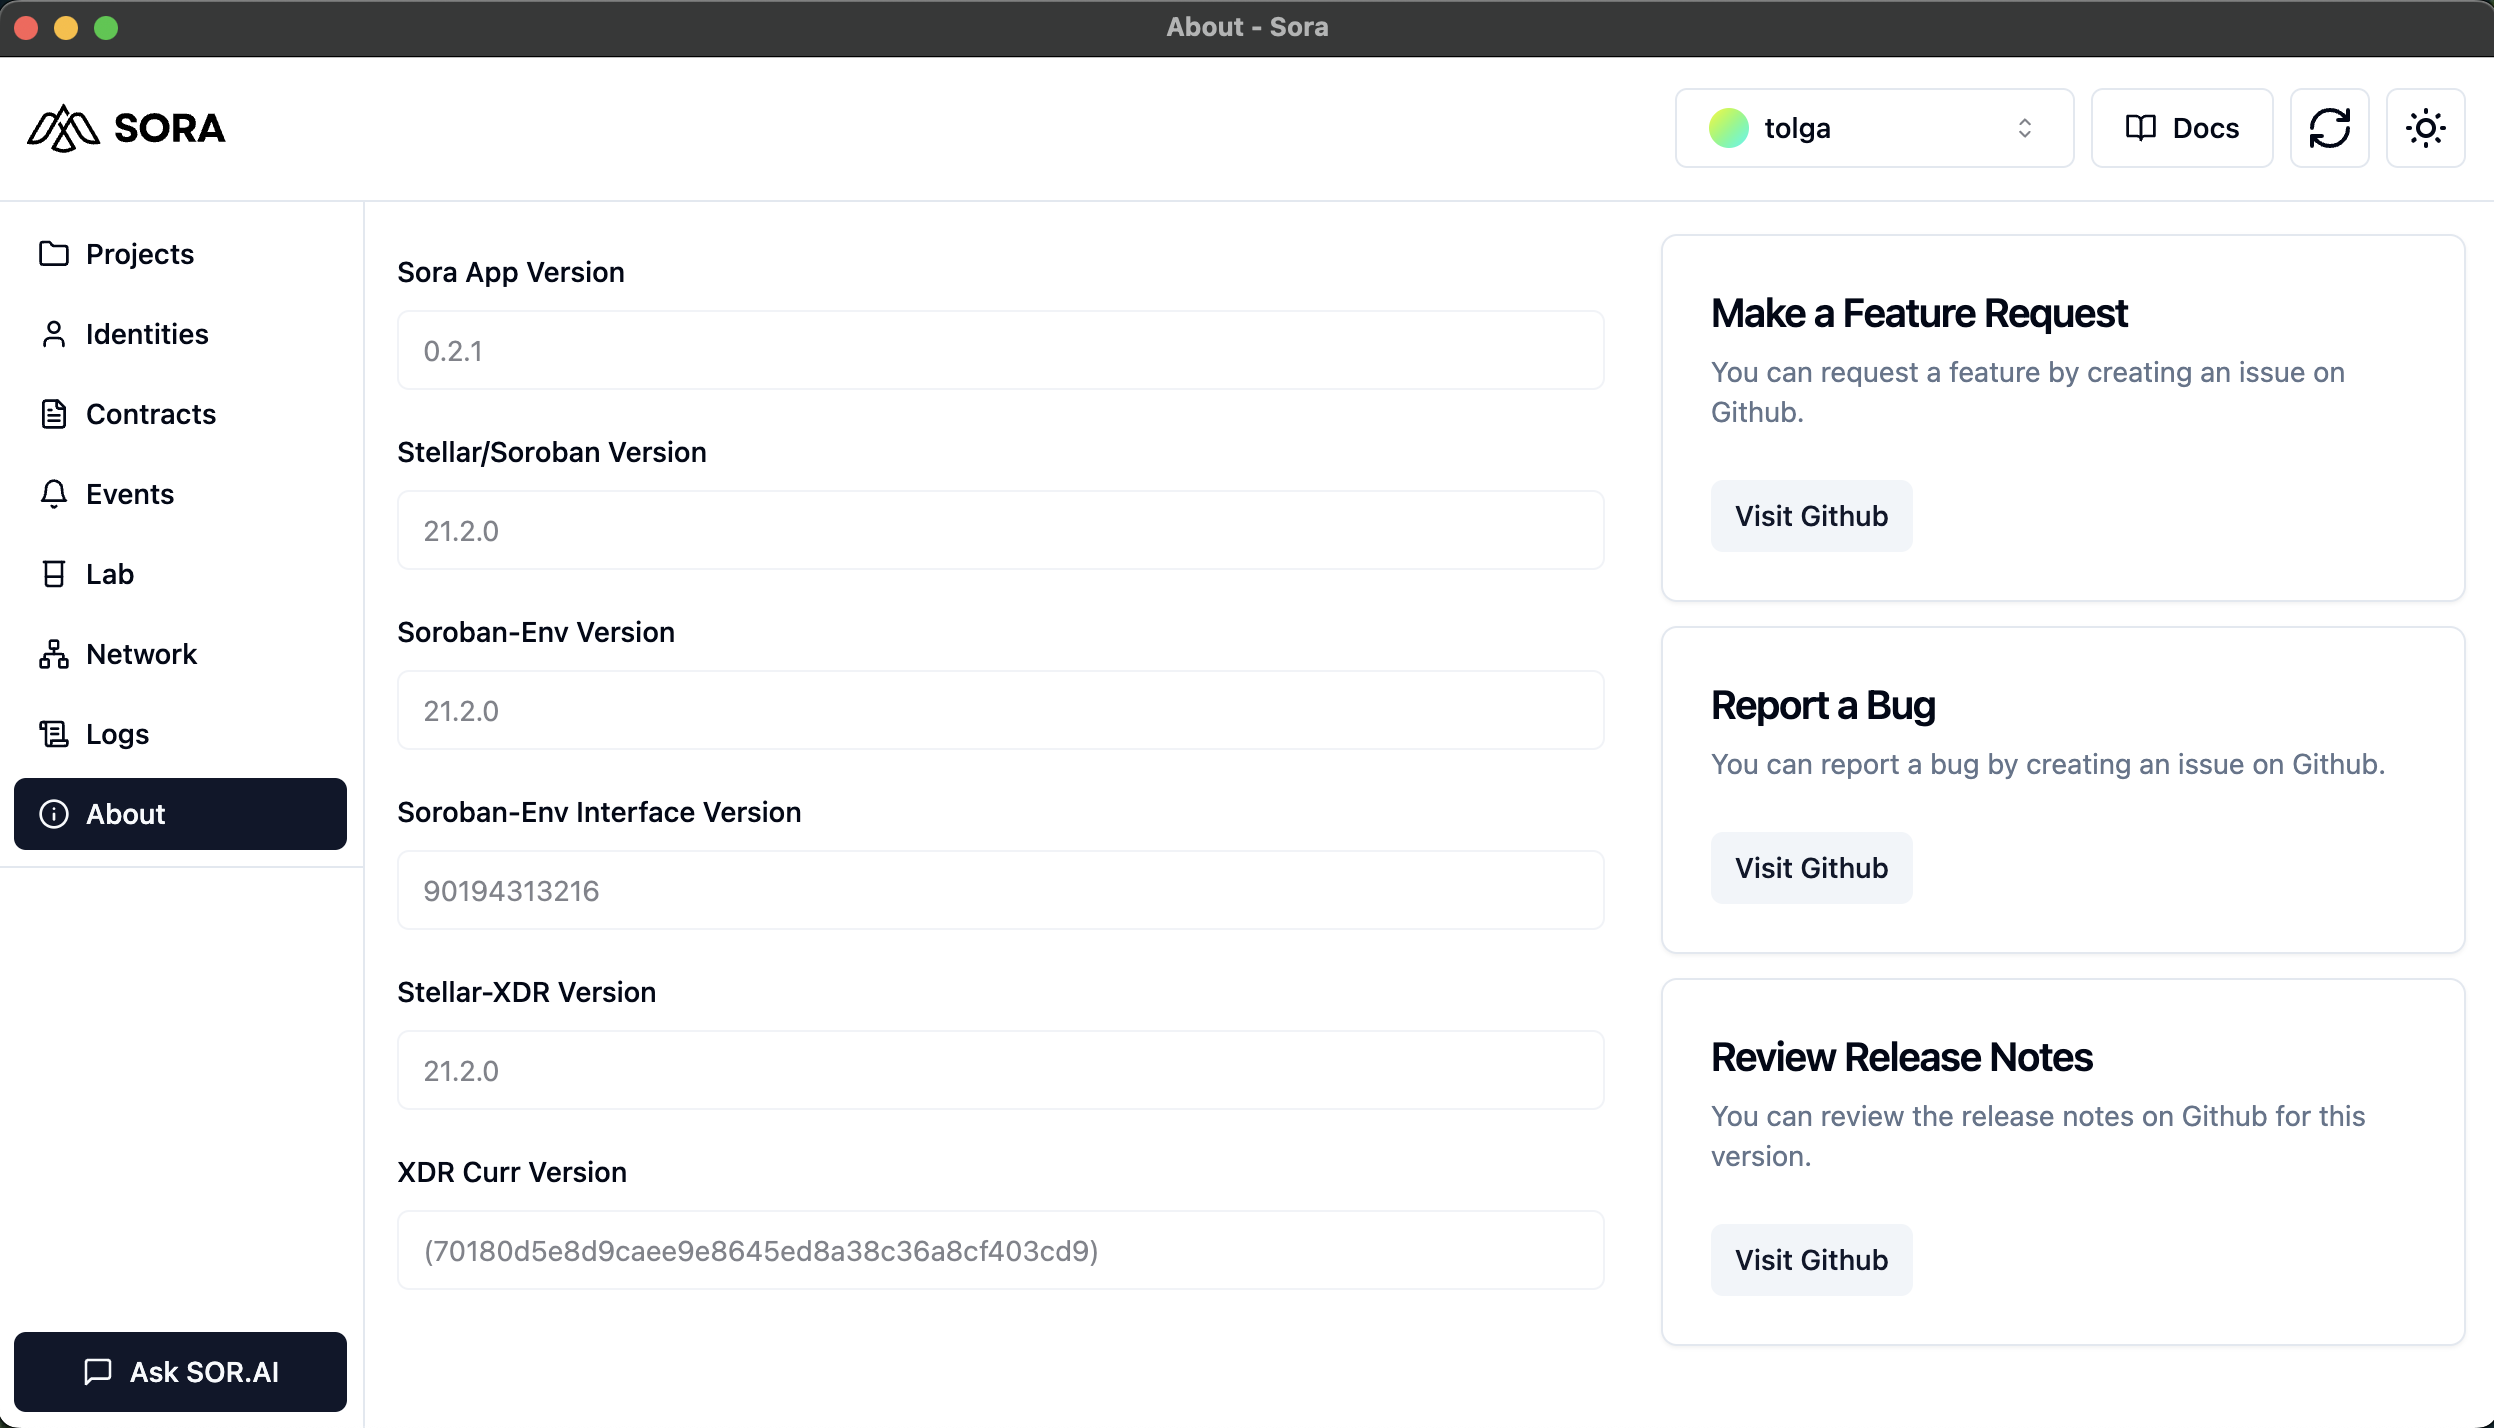 About - Sora
SORA
tolga
Docs
Projects
Identities
Contracts
Events
Lab
Network
Logs
About
Ask SOR.AI
Sora App Version
0.2.1
Stellar/Soroban Version
21.2.0
Soroban-Env Version
21.2.0
Soroban-Env Interface Version
90194313216
Stellar-XDR Version
21.2.0
XDR Curr Version
(70180d5e8d9caee9e8645ed8a38c36a8cf403cd9)
Make a Feature Request
You can request a feature by creating an issue on
Github.
Visit Github
Report a Bug
You can report a bug by creating an issue on Github.
Visit Github
Review Release Notes
You can review the release notes on Github for this
version.
Visit Github